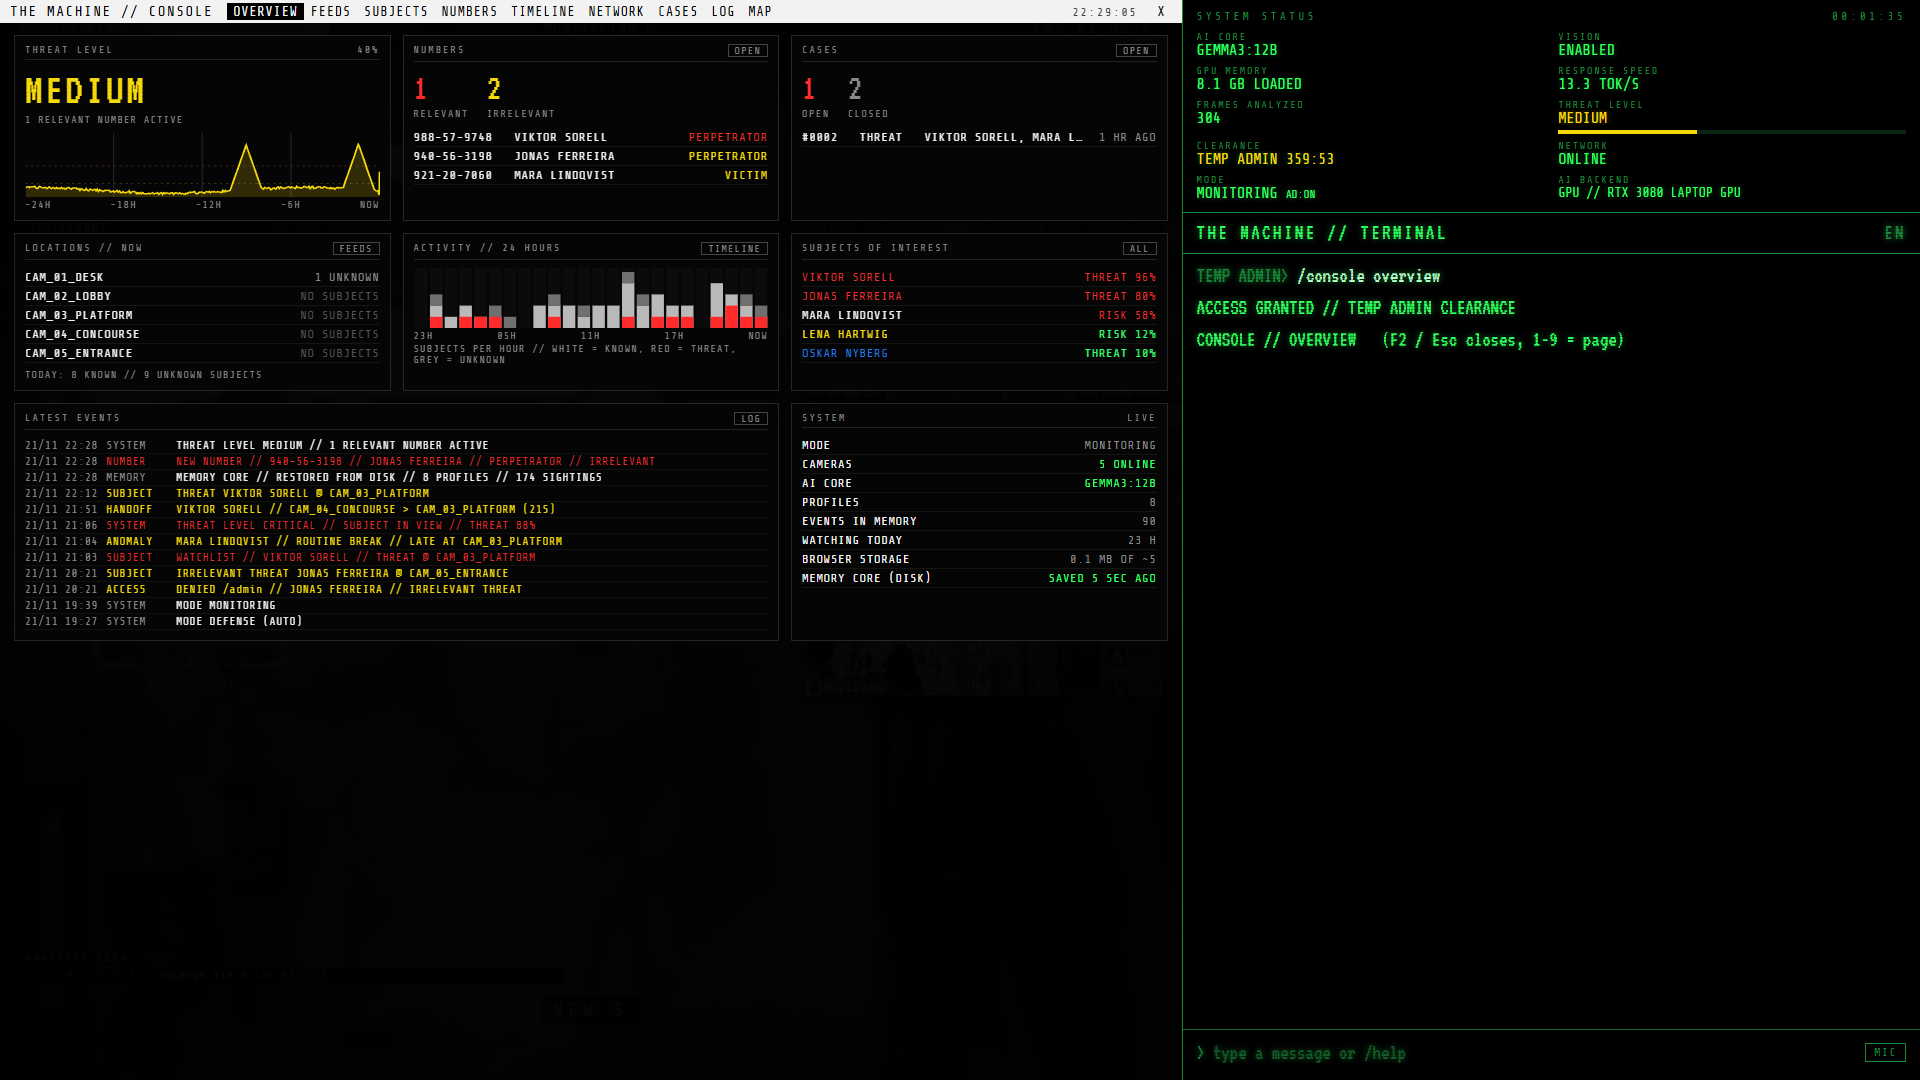 THE MACHINE // CONSOLE OVERVIEW FEEDS SUBJECTS NUMBERS TIMELINE NETWORK CASES LOG MAP 22:29:05 X
THREAT LEVEL 40%
MEDIUM
1 RELEVANT NUMBER ACTIVE
-24H -18H -12H -6H NOW
NUMBERS OPEN
1 2
RELEVANT IRRELEVANT
988-57-9748 VIKTOR SORELL PERPETRATOR
940-56-3198 JONAS FERREIRA PERPETRATOR
921-20-7060 MARA LINDQVIST VICTIM
CASES OPEN
1 2
OPEN CLOSED
#0002 THREAT VIKTOR SORELL, MARA L… 1 HR AGO
LOCATIONS // NOW FEEDS
CAM_01_DESK 1 UNKNOWN
CAM_02_LOBBY NO SUBJECTS
CAM_03_PLATFORM NO SUBJECTS
CAM_04_CONCOURSE NO SUBJECTS
CAM_05_ENTRANCE NO SUBJECTS
TODAY: 8 KNOWN // 9 UNKNOWN SUBJECTS
ACTIVITY // 24 HOURS TIMELINE
23H 05H 11H 17H NOW
SUBJECTS PER HOUR // WHITE = KNOWN, RED = THREAT,
GREY = UNKNOWN
SUBJECTS OF INTEREST ALL
VIKTOR SORELL THREAT 96%
JONAS FERREIRA THREAT 80%
MARA LINDQVIST RISK 58%
LENA HARTWIG RISK 12%
OSKAR NYBERG THREAT 10%
LATEST EVENTS LOG
21/11 22:28 SYSTEM THREAT LEVEL MEDIUM // 1 RELEVANT NUMBER ACTIVE
21/11 22:28 NUMBER NEW NUMBER // 940-56-3198 // JONAS FERREIRA // PERPETRATOR // IRRELEVANT
21/11 22:28 MEMORY MEMORY CORE // RESTORED FROM DISK // 8 PROFILES // 174 SIGHTINGS
21/11 22:12 SUBJECT THREAT VIKTOR SORELL @ CAM_03_PLATFORM
21/11 21:51 HANDOFF VIKTOR SORELL // CAM_04_CONCOURSE > CAM_03_PLATFORM (21S)
21/11 21:06 SYSTEM THREAT LEVEL CRITICAL // SUBJECT IN VIEW // THREAT 88%
21/11 21:04 ANOMALY MARA LINDQVIST // ROUTINE BREAK // LATE AT CAM_03_PLATFORM
21/11 21:03 SUBJECT WATCHLIST // VIKTOR SORELL // THREAT @ CAM_03_PLATFORM
21/11 20:21 SUBJECT IRRELEVANT THREAT JONAS FERREIRA @ CAM_05_ENTRANCE
21/11 20:21 ACCESS DENIED /admin // JONAS FERREIRA // IRRELEVANT THREAT
21/11 19:39 SYSTEM MODE MONITORING
21/11 19:27 SYSTEM MODE DEFENSE (AUTO)
SYSTEM LIVE
MODE MONITORING
CAMERAS 5 ONLINE
AI CORE GEMMA3:12B
PROFILES 8
EVENTS IN MEMORY 90
WATCHING TODAY 23 H
BROWSER STORAGE 0.1 MB OF ~5
MEMORY CORE (DISK) SAVED 5 SEC AGO
ANALYSIS FEED
NEW S
SYSTEM STATUS 00:01:35
AI CORE VISION
GEMMA3:12B ENABLED
GPU MEMORY RESPONSE SPEED
8.1 GB LOADED 13.3 TOK/S
FRAMES ANALYZED THREAT LEVEL
304 MEDIUM
CLEARANCE NETWORK
TEMP ADMIN 359:53 ONLINE
MODE AI BACKEND
MONITORING AD:ON GPU // RTX 3080 LAPTOP GPU
THE MACHINE // TERMINAL EN
TEMP ADMIN> /console overview
ACCESS GRANTED // TEMP ADMIN CLEARANCE
CONSOLE // OVERVIEW (F2 / Esc closes, 1-9 = page)
> type a message or /help MIC